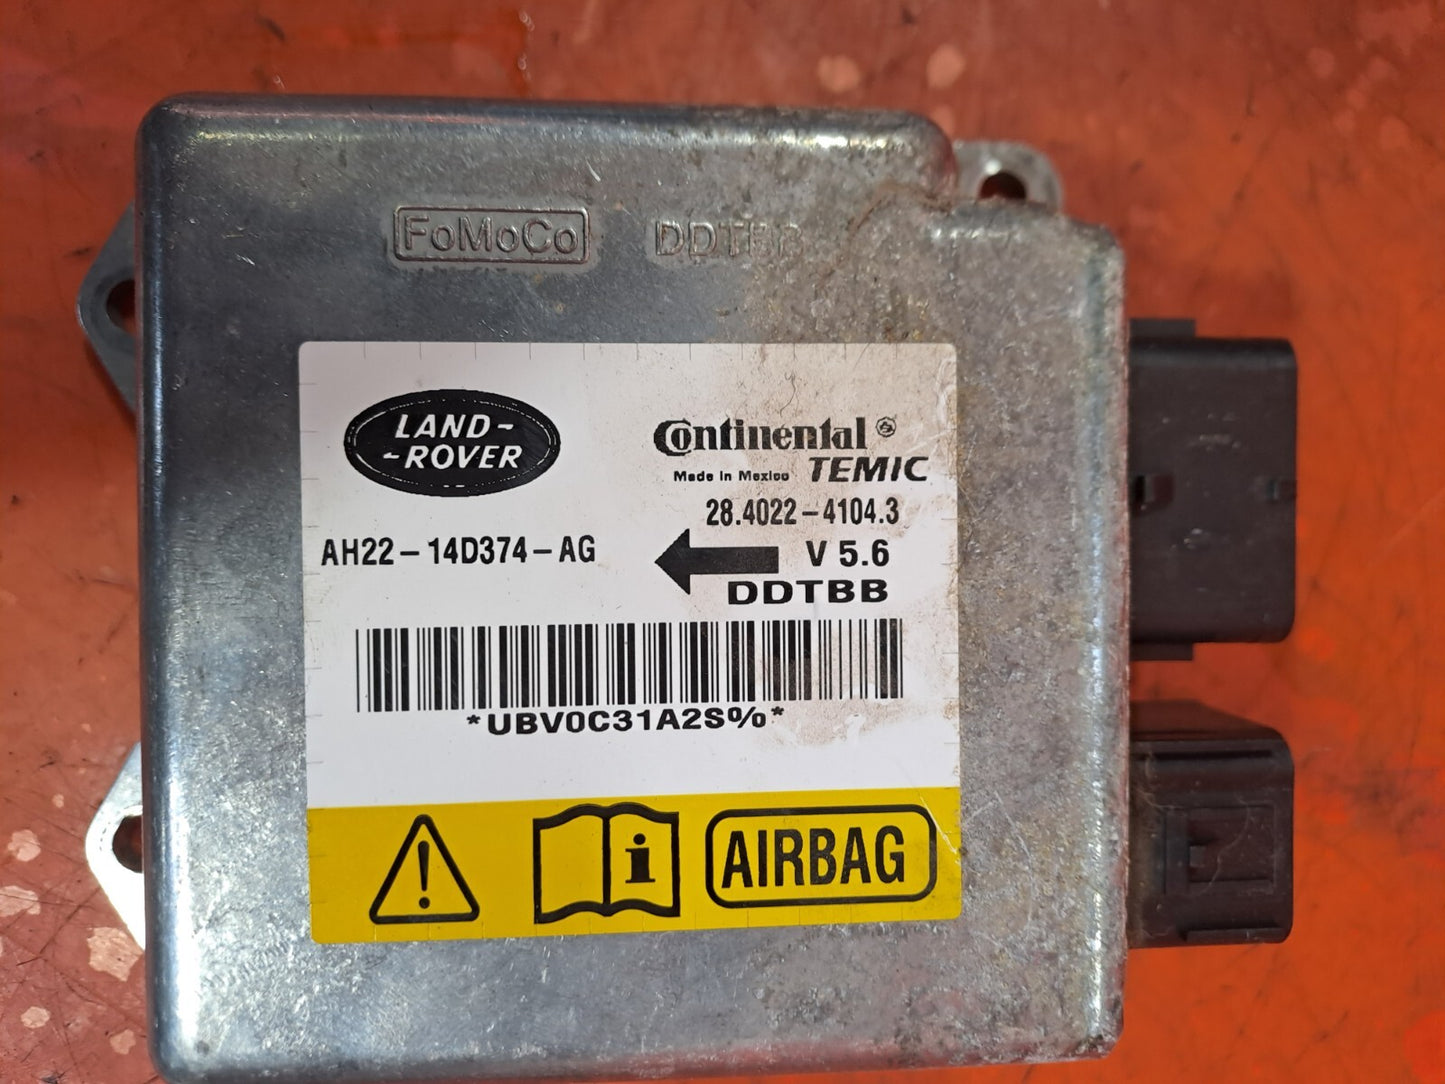 FoMoCo DDTBB
LAND-
-ROVER
Continental
Made in Mexico TEMIC
28.4022-4104.3
AH22-14D374-AG
V 5.6
DDTBB
*UBV0C31A2S%*
! i AIRBAG